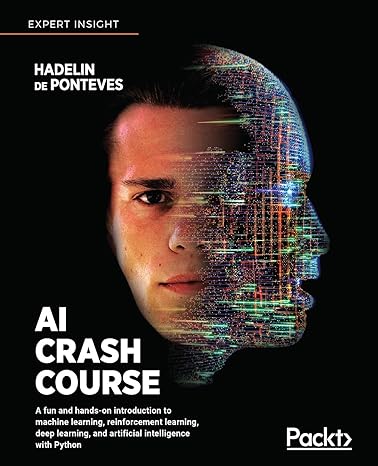 EXPERT INSIGHT
HADELIN
DE PONTEVES
AI
CRASH
COURSE
A fun and hands-on introduction to
machine learning, reinforcement learning,
deep learning, and artificial intelligence
with Python
Packt>